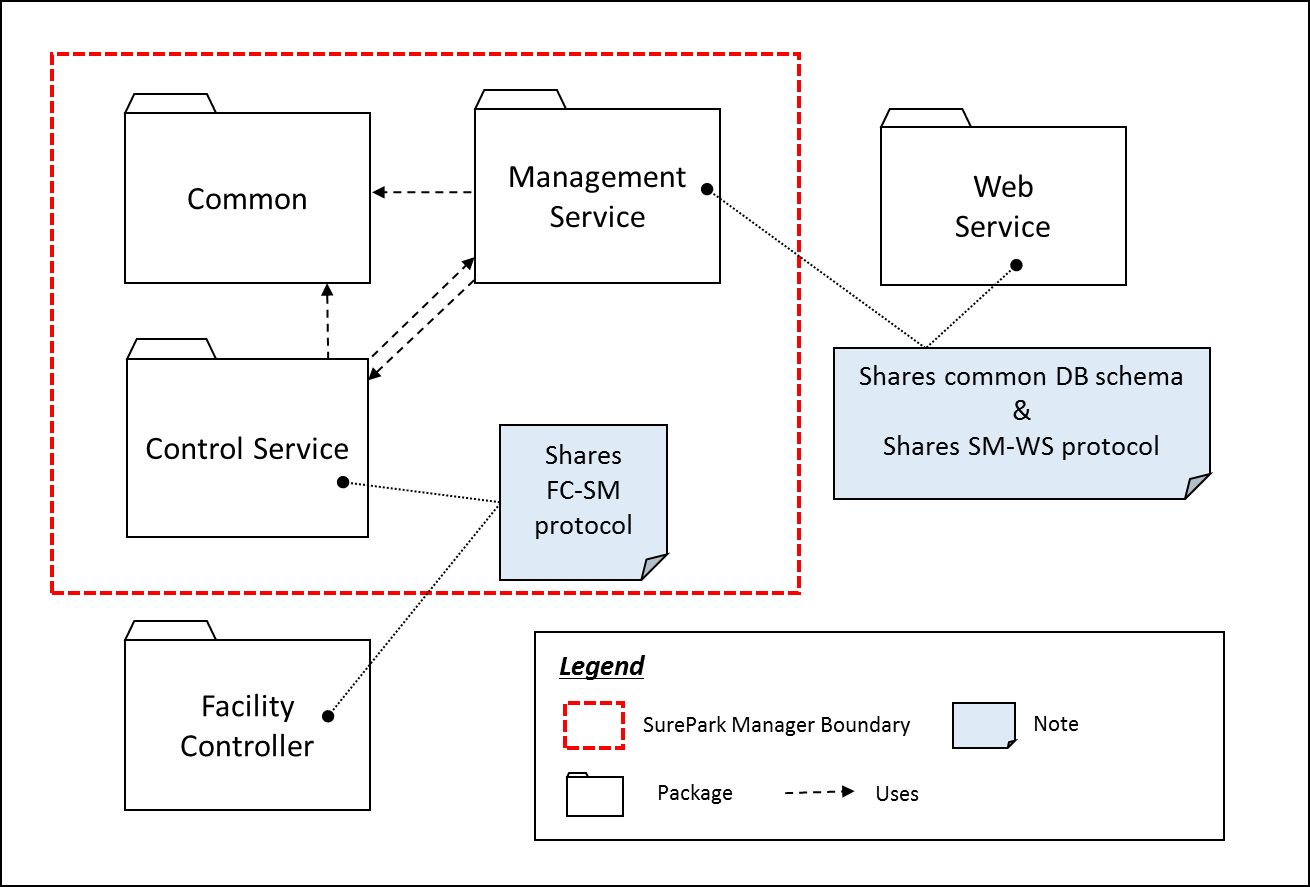 Common
Management
Service
Web
Service
Control Service
Shares
FC-SM
protocol
Shares common DB schema
&
Shares SM-WS protocol
Facility
Controller
Legend
SurePark Manager Boundary
Note
Package
Uses